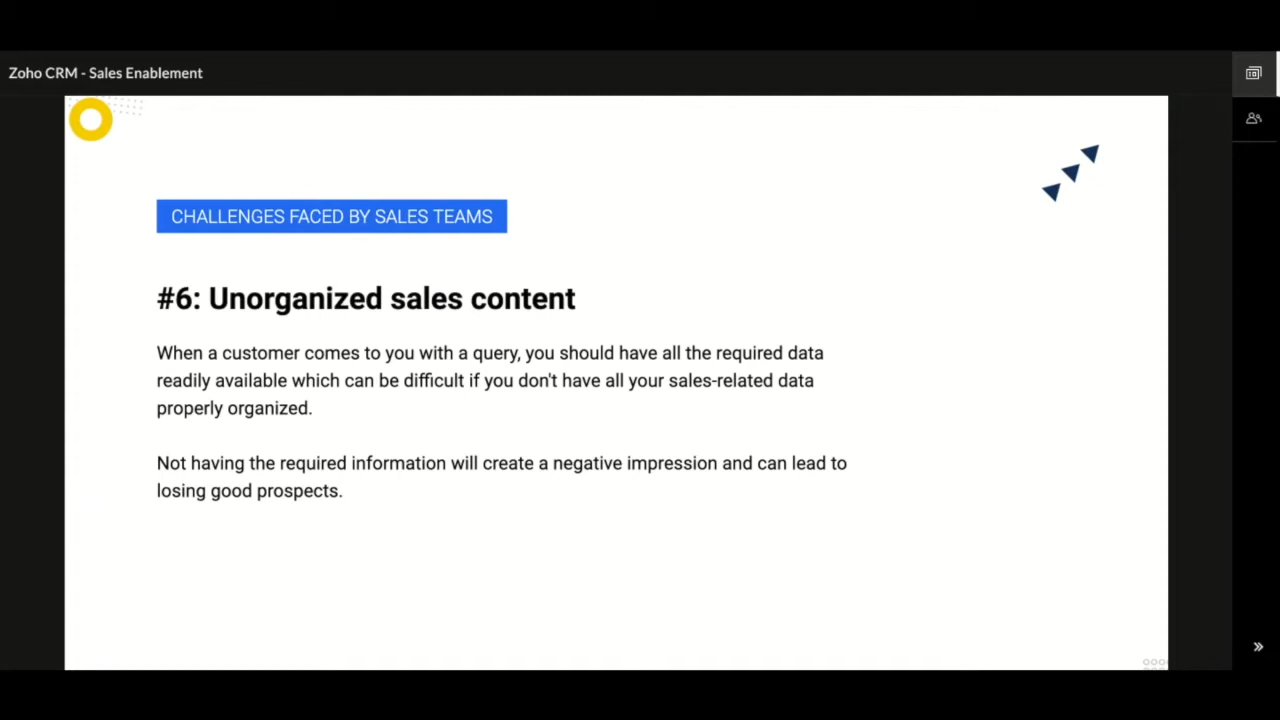 Zoho CRM - Sales Enablement
CHALLENGES FACED BY SALES TEAMS
#6: Unorganized sales content
When a customer comes to you with a query, you should have all the required data
readily available which can be difficult if you don't have all your sales-related data
properly organized.
Not having the required information will create a negative impression and can lead to
losing good prospects.